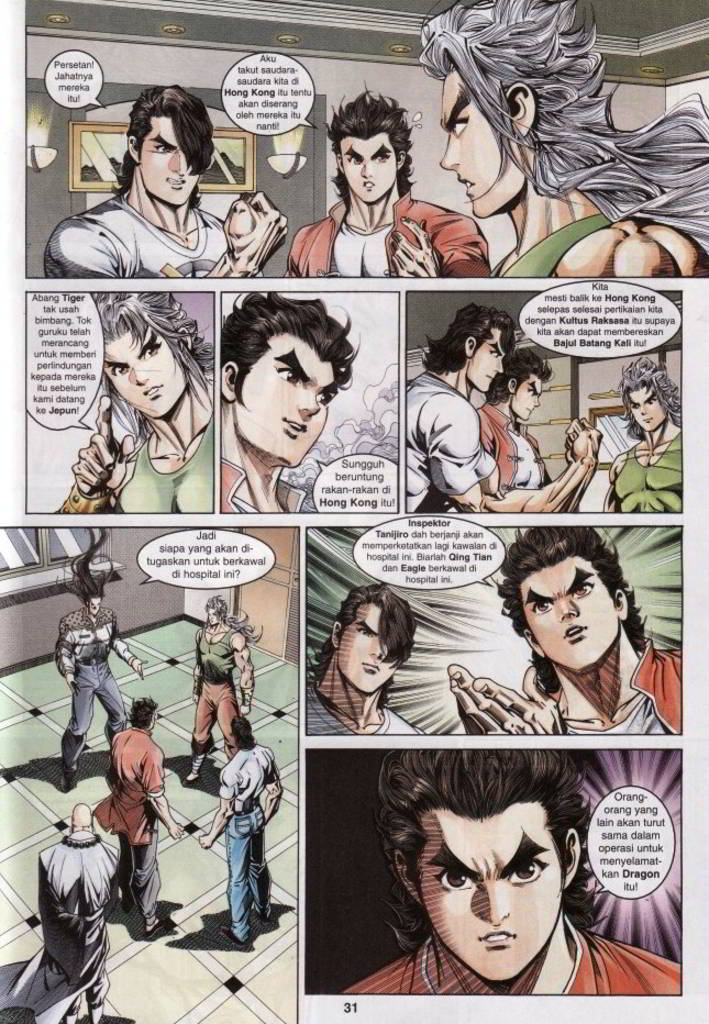 Persetan!
Jahatnya
mereka
itu!
Aku
takut saudara-
saudara kita di
Hong Kong itu tentu
akan diserang
oleh mereka itu
nanti!
Abang Tiger
tak usah
bimbang. Tok
guruku telah
merancang
untuk memberi
perlindungan
kepada mereka
itu sebelum
kami datang
ke Jepun!
Sungguh
beruntung
rakan-rakan di
Hong Kong itu!
Kita
mesti balik ke Hong Kong
selepas selesai pertikaian kita
dengan Kultus Raksasa itu supaya
kita akan dapat membereskan
Bajul Batang Kali itu!
Jadi
siapa yang akan di-
tugaskan untuk berkawal
di hospital ini?
Inspektor
Tanijiro dah berjanji akan
memperketatkan lagi kawalan di
hospital ini. Biarlah Qing Tian
dan Eagle berkawal di
hospital ini.
Orang-
orang yang
lain akan turut
sama dalam
operasi untuk
menyelamat-
kan Dragon
itu!
31